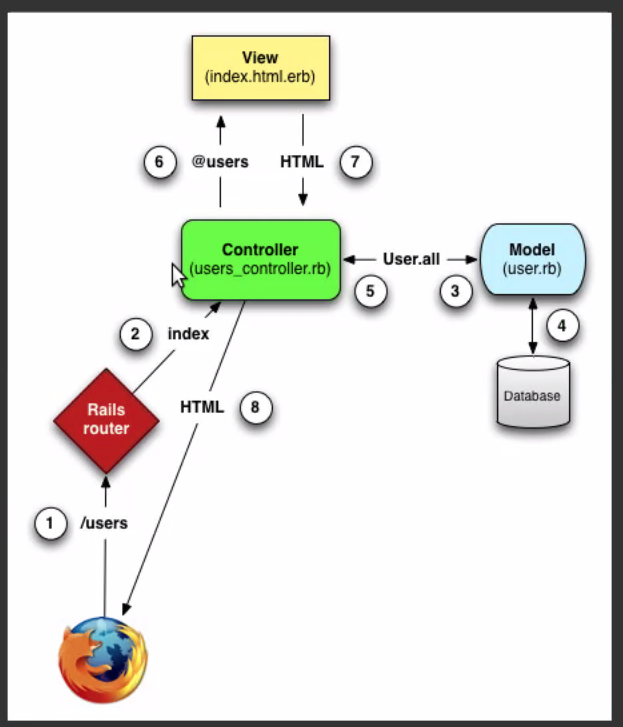 View
(index.html.erb)
6 @users HTML 7
Controller
(users_controller.rb)
User.all
Model
(user.rb)
5 3
4
2 index
Database
Rails
router
HTML 8
1 /users